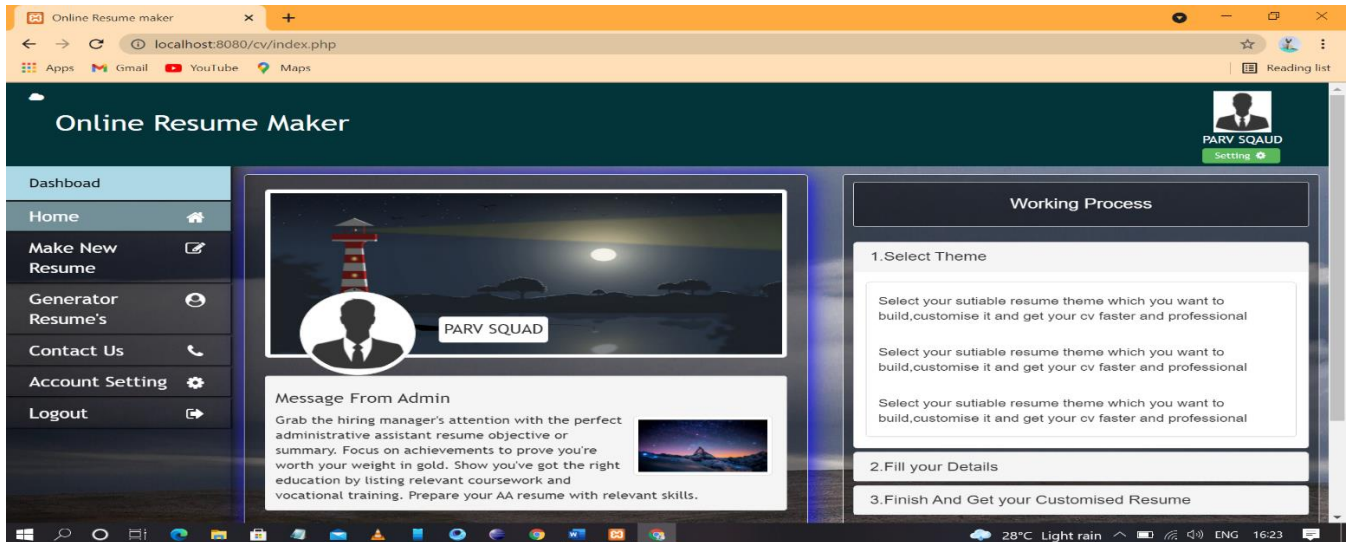 Online Resume maker
localhost:8080/cv/index.php
Apps Gmail YouTube Maps Reading list
Online Resume Maker
PARV SQAUD
Setting
Dashboad
Home
Make New
Resume
Generator
Resume's
Contact Us
Account Setting
Logout
PARV SQUAD
Message From Admin
Grab the hiring manager's attention with the perfect
administrative assistant resume objective or
summary. Focus on achievements to prove you're
worth your weight in gold. Show you've got the right
education by listing relevant coursework and
vocational training. Prepare your AA resume with relevant skills.
Working Process
1.Select Theme
Select your sutiable resume theme which you want to
build,customise it and get your cv faster and professional
Select your sutiable resume theme which you want to
build,customise it and get your cv faster and professional
Select your sutiable resume theme which you want to
build,customise it and get your cv faster and professional
2.Fill your Details
3.Finish And Get your Customised Resume
28°C Light rain ENG 16:23